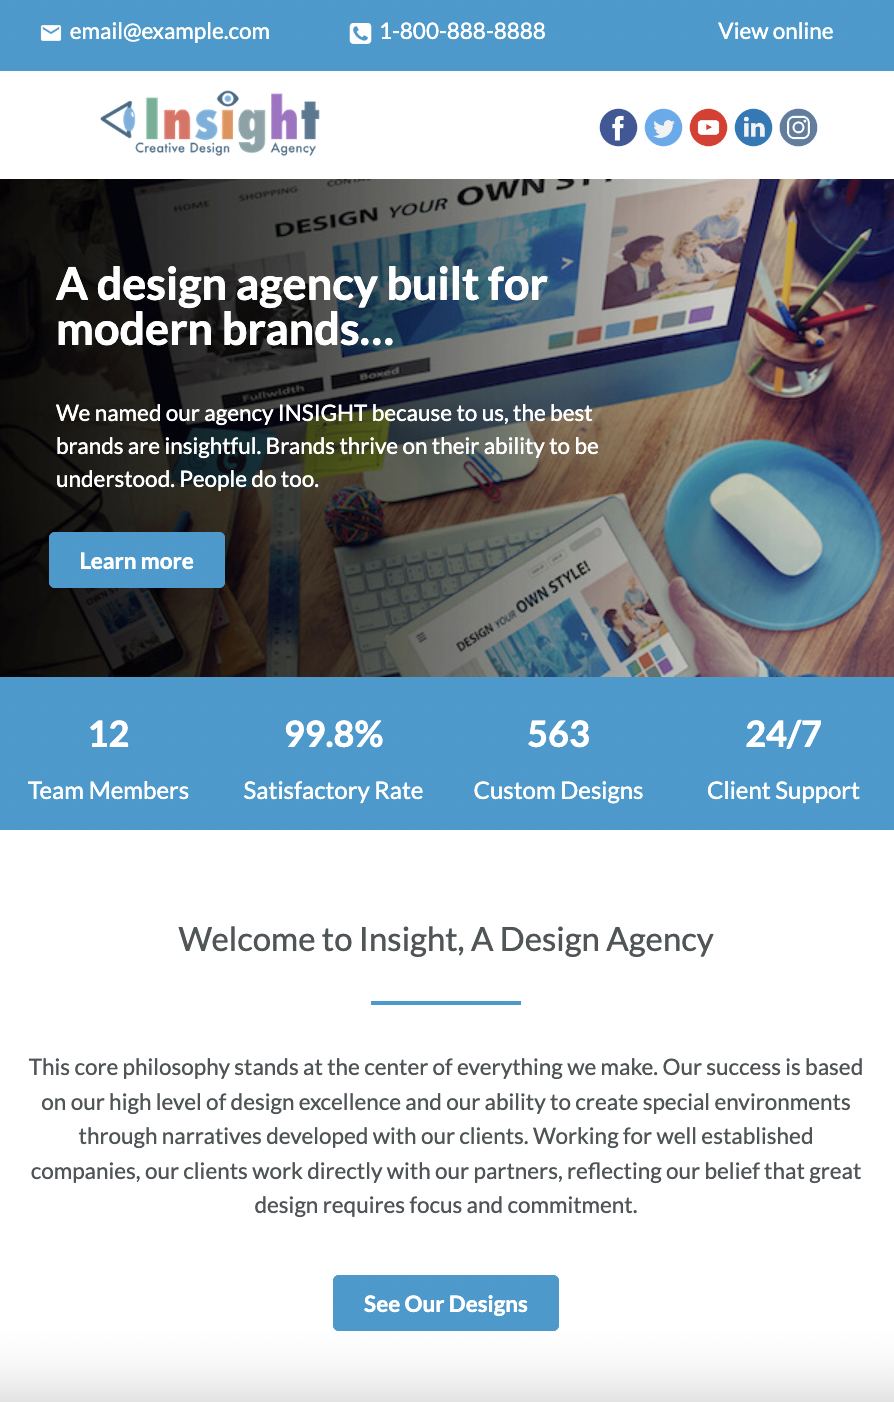 email@example.com
1-800-888-8888
View online
Insight
Creative Design Agency
HOME SHOPPING
DESIGN YOUR OWN
A design agency built for
modern brands...
Fullwidth
Boxed
We named our agency INSIGHT because to us, the best
brands are insightful. Brands thrive on their ability to be
understood. People do too.
Learn more
DESIGN YOUR OWN STYLE!
12
Team Members
99.8%
Satisfactory Rate
563
Custom Designs
24/7
Client Support
Welcome to Insight, A Design Agency
This core philosophy stands at the center of everything we make. Our success is based
on our high level of design excellence and our ability to create special environments
through narratives developed with our clients. Working for well established
companies, our clients work directly with our partners, reflecting our belief that great
design requires focus and commitment.
See Our Designs